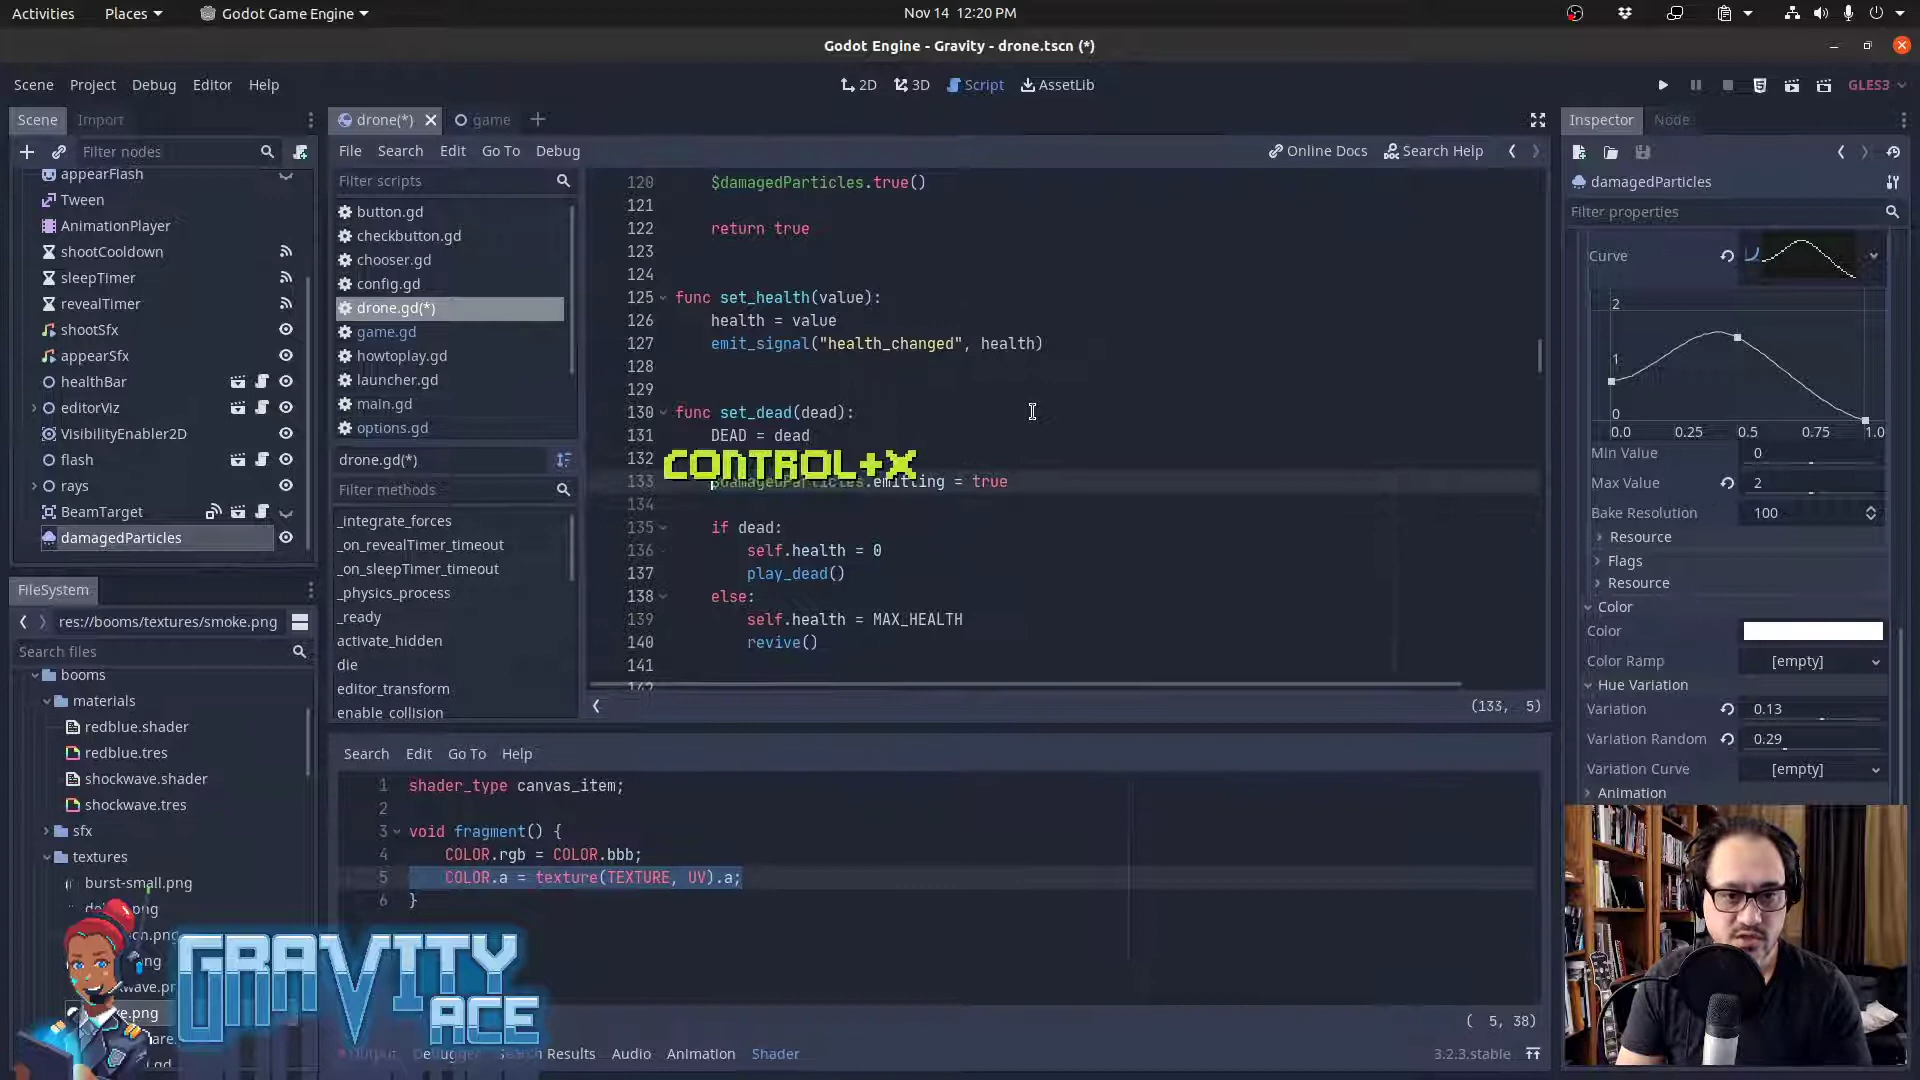 Activities Places Godot Game Engine Nov 14 12:20 PM
Godot Engine - Gravity - drone.tscn (*)
Scene Project Debug Editor Help 2D 3D Script AssetLib GLES3
Scene Import drone(*) game Inspector Node
Filter nodes File Search Edit Go To Debug Online Docs Search Help
appearFlash
Tween
AnimationPlayer
shootCooldown
sleepTimer
revealTimer
shootSfx
appearSfx
healthBar
editorViz
VisibilityEnabler2D
flash
rays
BeamTarget
damagedParticles
FileSystem
res://booms/textures/smoke.png
Search files
booms
materials
redblue.shader
redblue.tres
shockwave.shader
shockwave.tres
sfx
textures
burst-small.png
Filter scripts
button.gd
checkbutton.gd
chooser.gd
config.gd
drone.gd(*)
game.gd
howtoplay.gd
launcher.gd
main.gd
options.gd
drone.gd(*)
Filter methods
_integrate_forces
_on_revealTimer_timeout
_on_sleepTimer_timeout
_physics_process
_ready
activate_hidden
die
editor_transform
enable_collision
120 $damagedParticles.true()
121
122 return true
123
124
125 func set_health(value):
126 health = value
127 emit_signal("health_changed", health)
128
129
130 func set_dead(dead):
131 DEAD = dead
132
CONTROL+X
133 $damagedParticles.emitting = true
134
135 if dead:
136 self.health = 0
137 play_dead()
138 else:
139 self.health = MAX_HEALTH
140 revive()
141
142
(133, 5)
Search Edit Go To Help
1 shader_type canvas_item;
2
3 void fragment() {
4 COLOR.rgb = COLOR.bbb;
5 COLOR.a = texture(TEXTURE, UV).a;
6 }
( 5, 38)
Output Debugger Search Results Audio Animation Shader 3.2.3.stable
damagedParticles
Filter properties
Curve
2
1
0
0.0 0.25 0.5 0.75 1.0
Min Value 0
Max Value 2
Bake Resolution 100
Resource
Flags
Resource
Color
Color
Color Ramp [empty]
Hue Variation
Variation 0.13
Variation Random 0.29
Variation Curve [empty]
Animation
GRAVITY
ACE